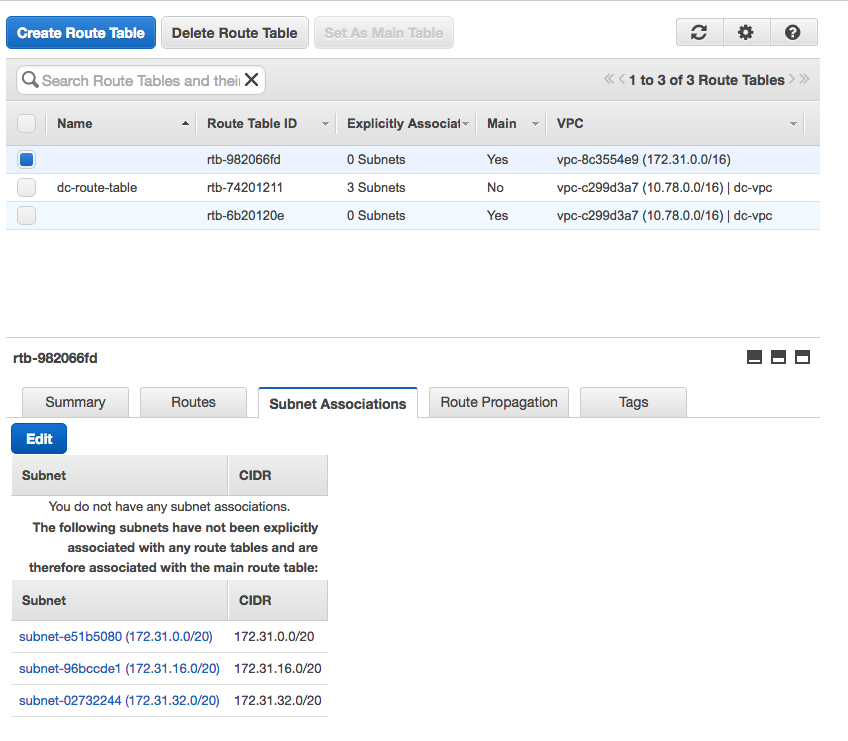 Create Route Table Delete Route Table Set As Main Table
Search Route Tables and thei 1 to 3 of 3 Route Tables
Name Route Table ID Explicitly Associat Main VPC
rtb-982066fd 0 Subnets Yes vpc-8c3554e9 (172.31.0.0/16)
dc-route-table rtb-74201211 3 Subnets No vpc-c299d3a7 (10.78.0.0/16) | dc-vpc
rtb-6b20120e 0 Subnets Yes vpc-c299d3a7 (10.78.0.0/16) | dc-vpc
rtb-982066fd
Summary Routes Subnet Associations Route Propagation Tags
Edit
Subnet CIDR
You do not have any subnet associations.
The following subnets have not been explicitly
associated with any route tables and are
therefore associated with the main route table:
Subnet CIDR
subnet-e51b5080 (172.31.0.0/20) 172.31.0.0/20
subnet-96bccde1 (172.31.16.0/20) 172.31.16.0/20
subnet-02732244 (172.31.32.0/20) 172.31.32.0/20